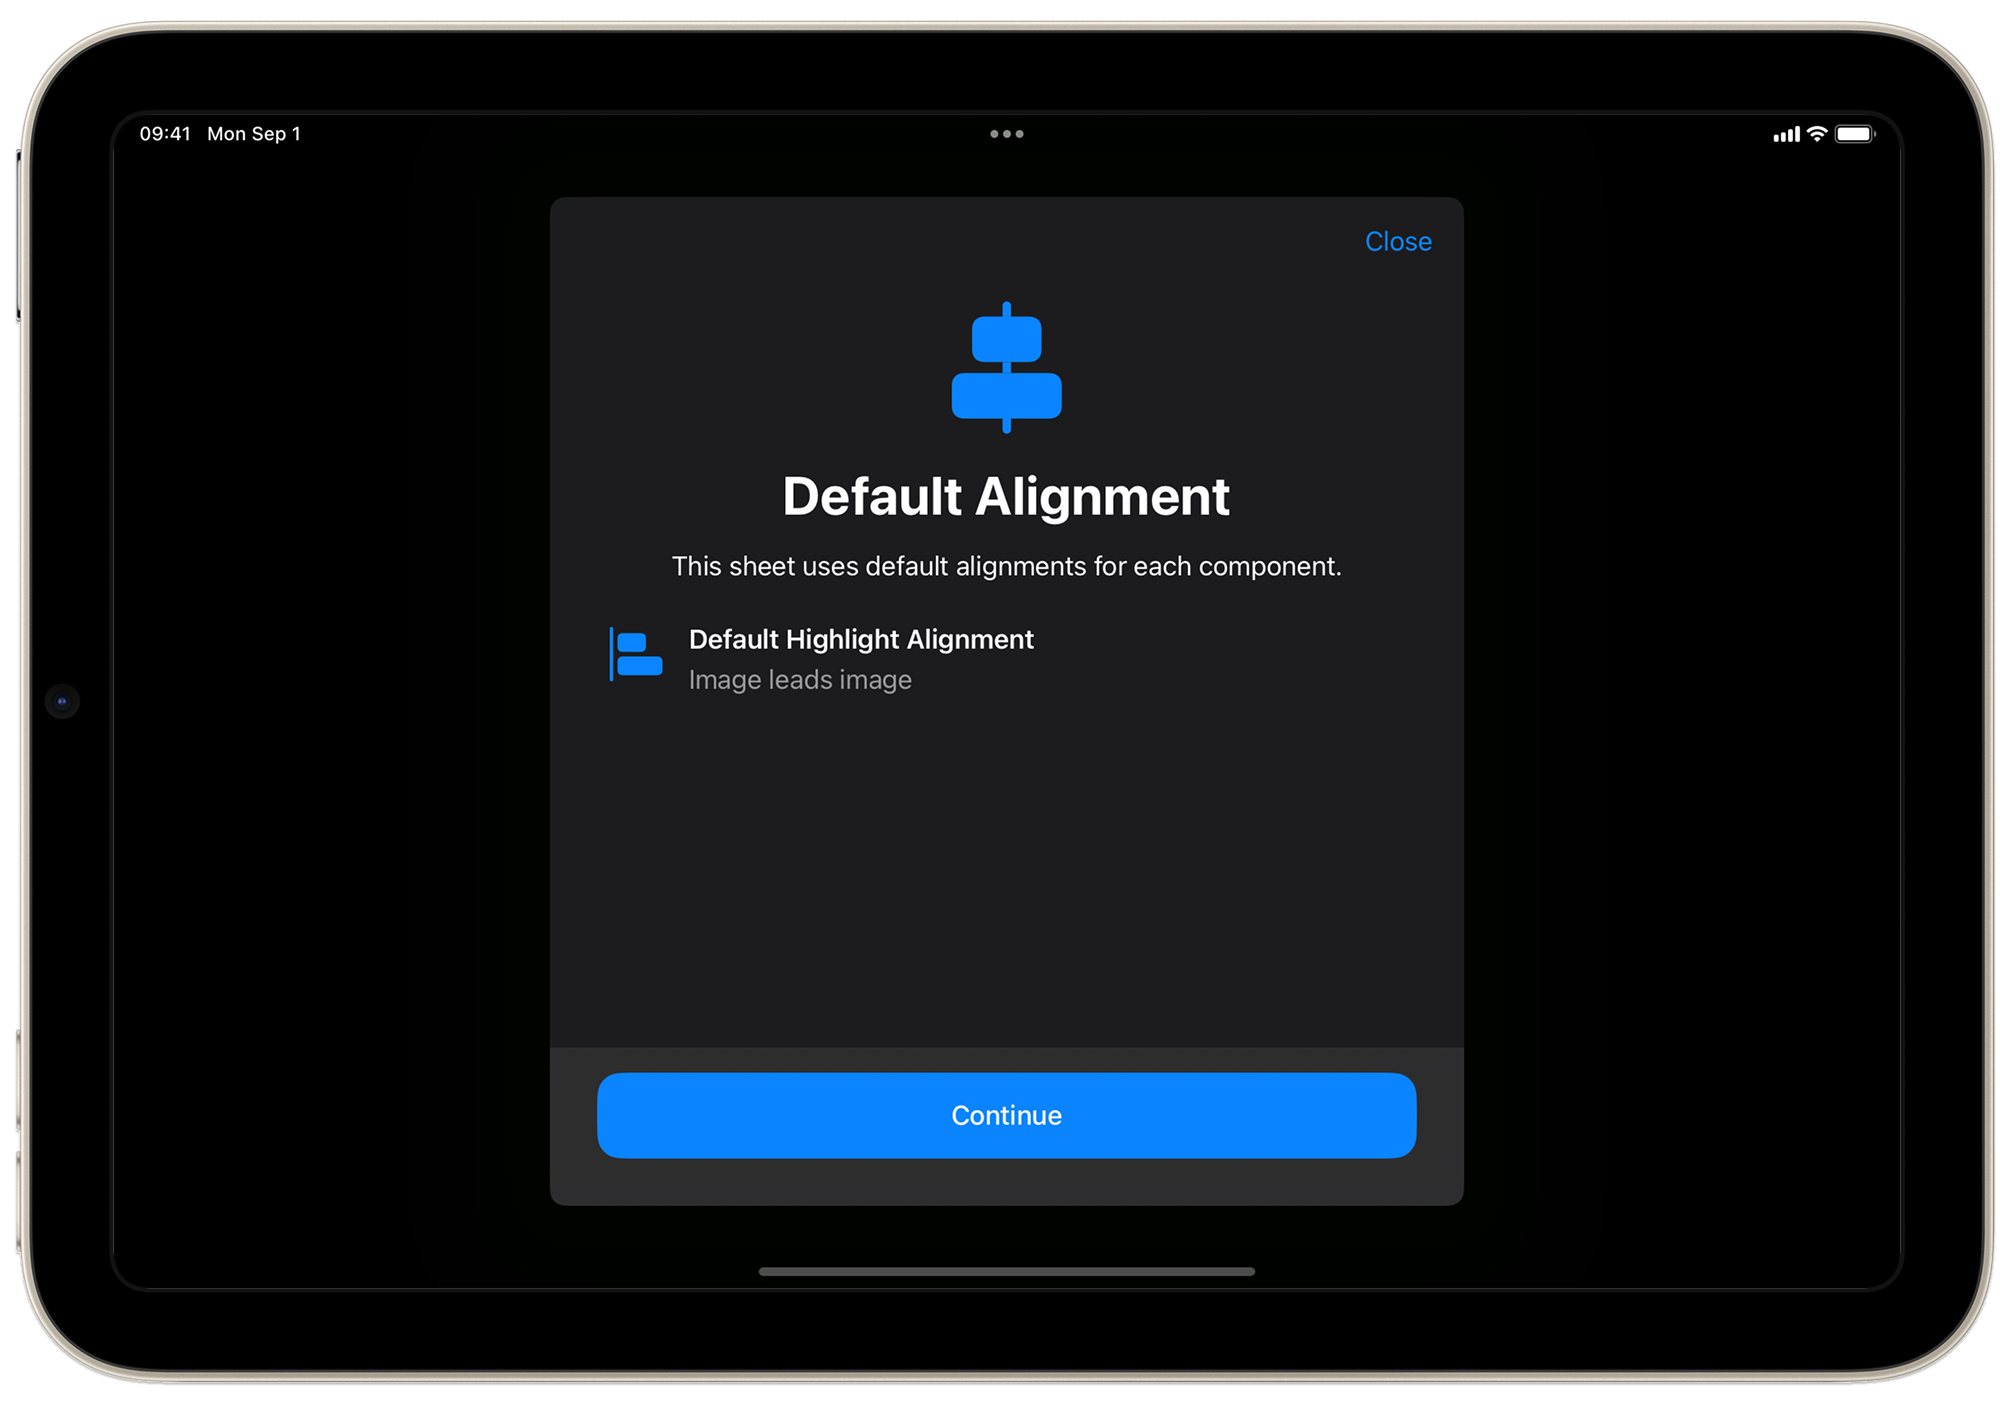 09:41 Mon Sep 1
Close
Default Alignment
This sheet uses default alignments for each component.
Default Highlight Alignment
Image leads image
Continue